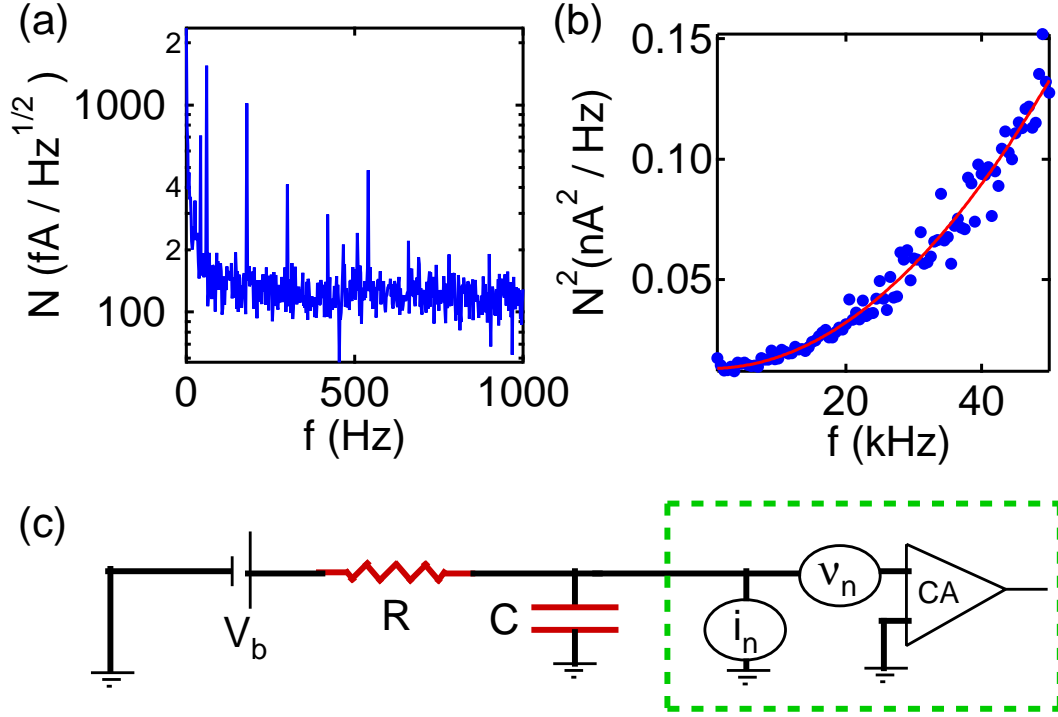 (a)
N (fA / Hz^1/2)
2
1000
4
2
100
0
500
1000
f (Hz)
(b)
N^2 (nA^2 / Hz)
0.15
0.10
0.05
20
40
f (kHz)
(c)
V_b
R
C
i_n
ν_n
CA